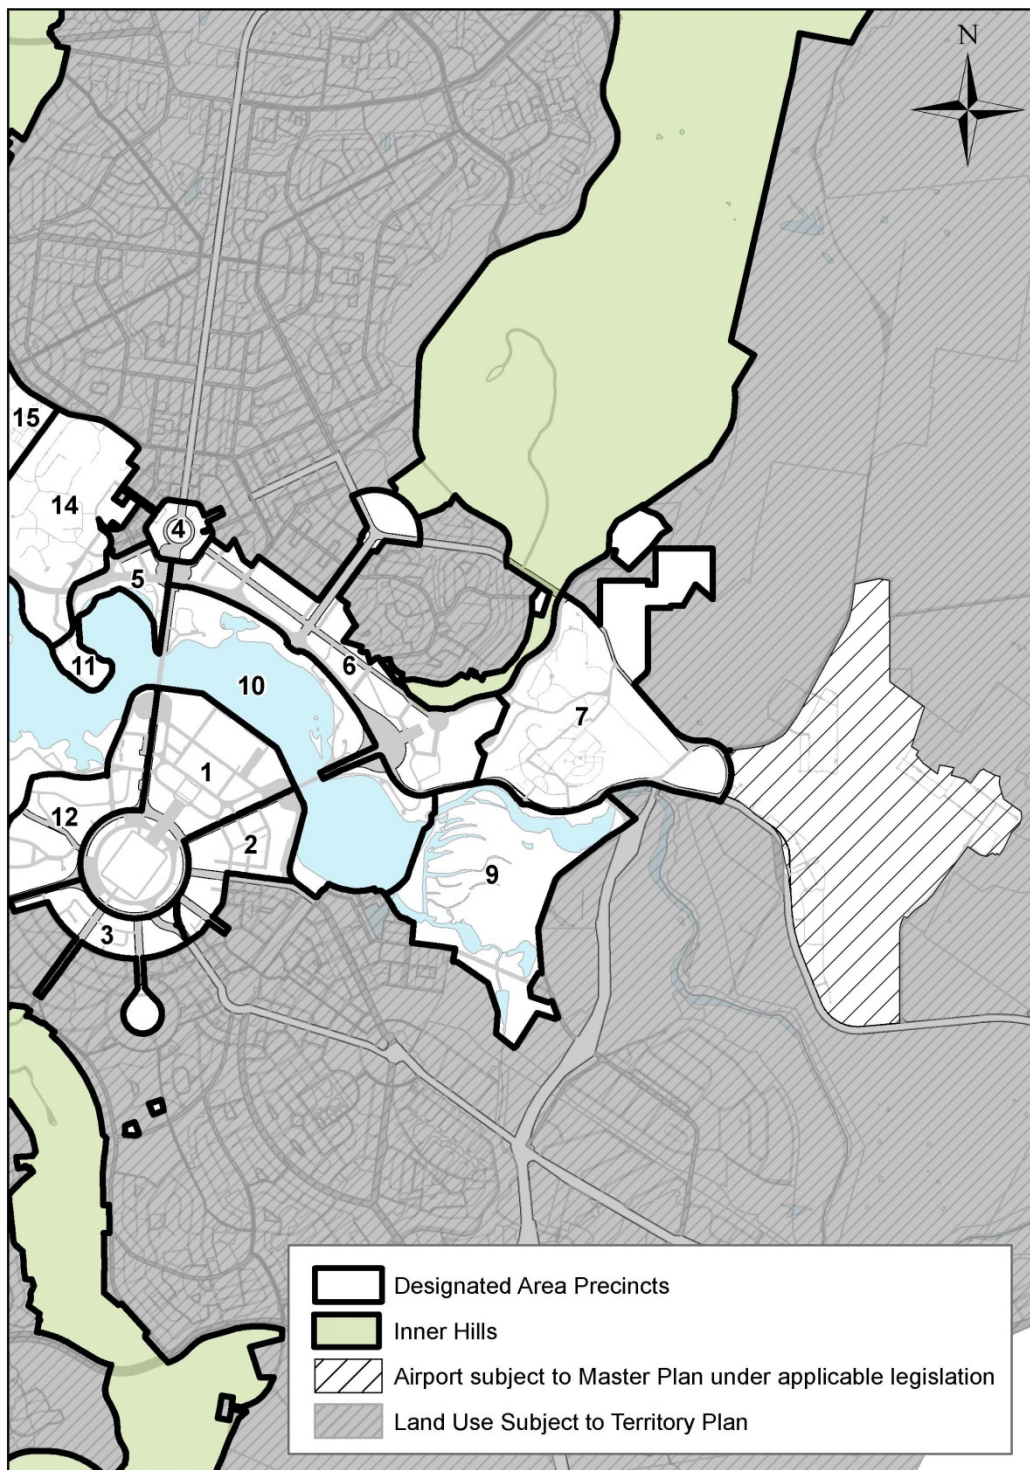 N
15
14
4
5
11
6
10
7
1
12
2
9
3
Designated Area Precincts
Inner Hills
Airport subject to Master Plan under applicable legislation
Land Use Subject to Territory Plan